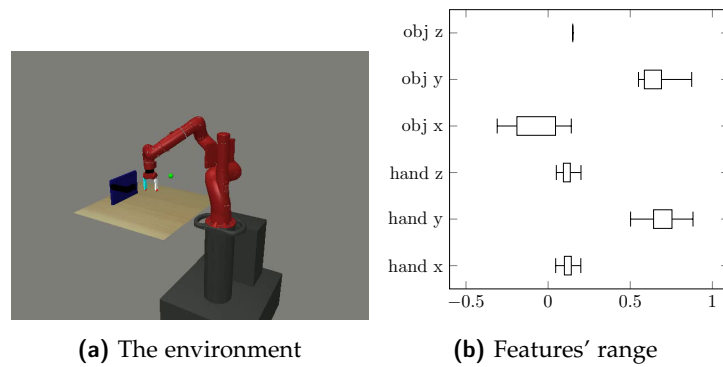 obj z
obj y
obj x
hand z
hand y
hand x
−0.5 0 0.5 1
(a) The environment
(b) Features' range